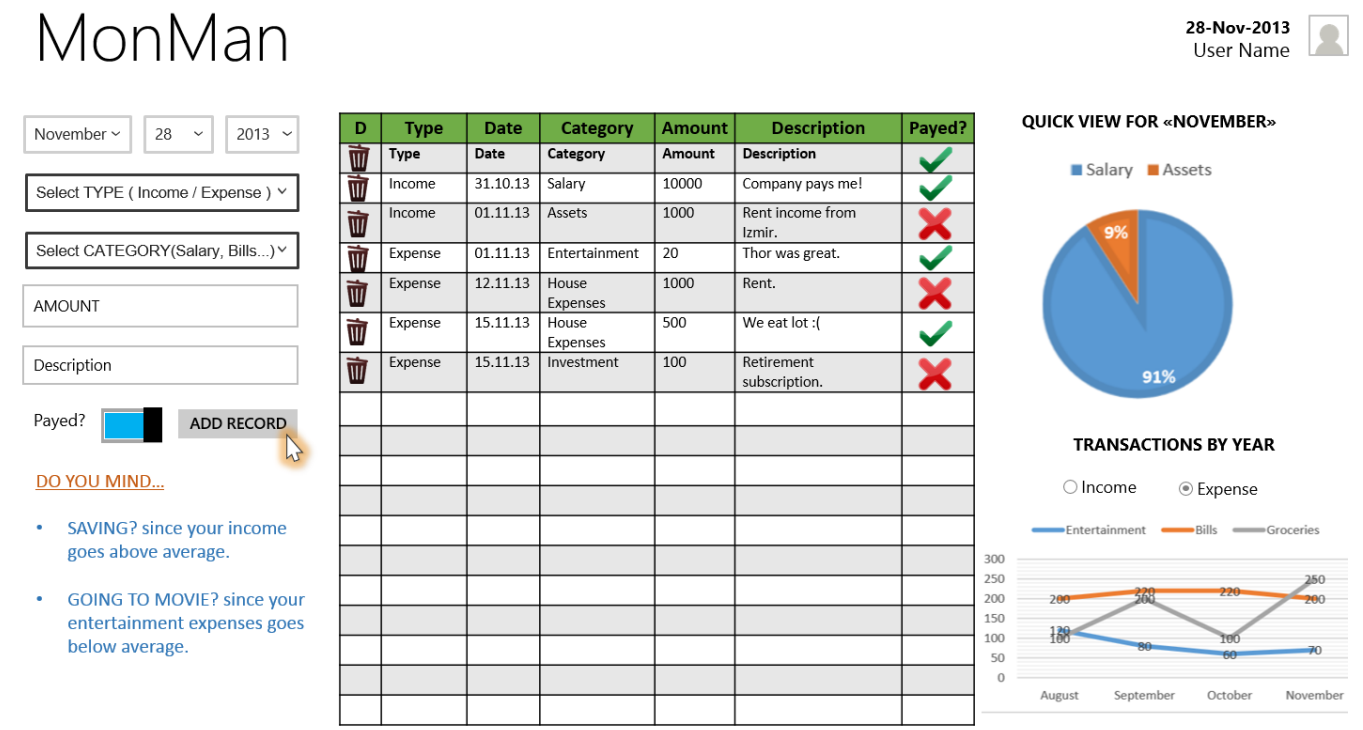 MonMan
28-Nov-2013
User Name
November 28 2013
Select TYPE ( Income / Expense )
Select CATEGORY(Salary, Bills...)
AMOUNT
Description
Payed? ADD RECORD
DO YOU MIND...
• SAVING? since your income
goes above average.
• GOING TO MOVIE? since your
entertainment expenses goes
below average.
D Type Date Category Amount Description Payed?
Type Date Category Amount Description
Income 31.10.13 Salary 10000 Company pays me!
Income 01.11.13 Assets 1000 Rent income from
Izmir.
Expense 01.11.13 Entertainment 20 Thor was great.
Expense 12.11.13 House 1000 Rent.
Expenses
Expense 15.11.13 House 500 We eat lot :(
Expenses
Expense 15.11.13 Investment 100 Retirement
subscription.
QUICK VIEW FOR «NOVEMBER»
Salary Assets
9%
91%
TRANSACTIONS BY YEAR
Income Expense
Entertainment Bills Groceries
300
250 250
200 200 220 200 220 200
150
100 120 100 100
50 80 60 70
0
August September October November